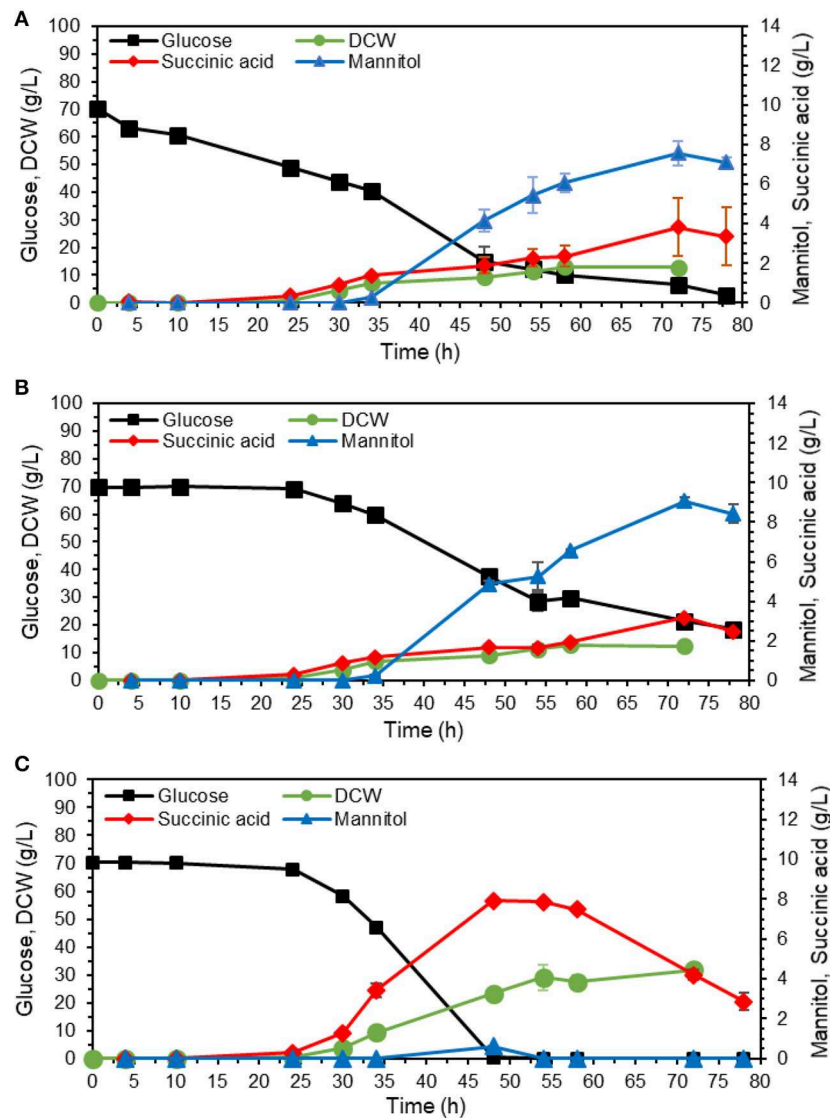 A
Glucose DCW
Succinic acid Mannitol
100 90 80 70 60 50 40 30 20 10 0
Glucose, DCW (g/L)
14 12 10 8 6 4 2 0
Mannitol, Succinic acid (g/L)
0 5 10 15 20 25 30 35 40 45 50 55 60 65 70 75 80
Time (h)
B
Glucose DCW
Succinic acid Mannitol
100 90 80 70 60 50 40 30 20 10 0
Glucose, DCW (g/L)
14 12 10 8 6 4 2 0
Mannitol, Succinic acid (g/L)
0 5 10 15 20 25 30 35 40 45 50 55 60 65 70 75 80
Time (h)
C
Glucose DCW
Succinic acid Mannitol
100 90 80 70 60 50 40 30 20 10 0
Glucose, DCW (g/L)
14 12 10 8 6 4 2 0
Mannitol, Succinic acid (g/L)
0 5 10 15 20 25 30 35 40 45 50 55 60 65 70 75 80
Time (h)